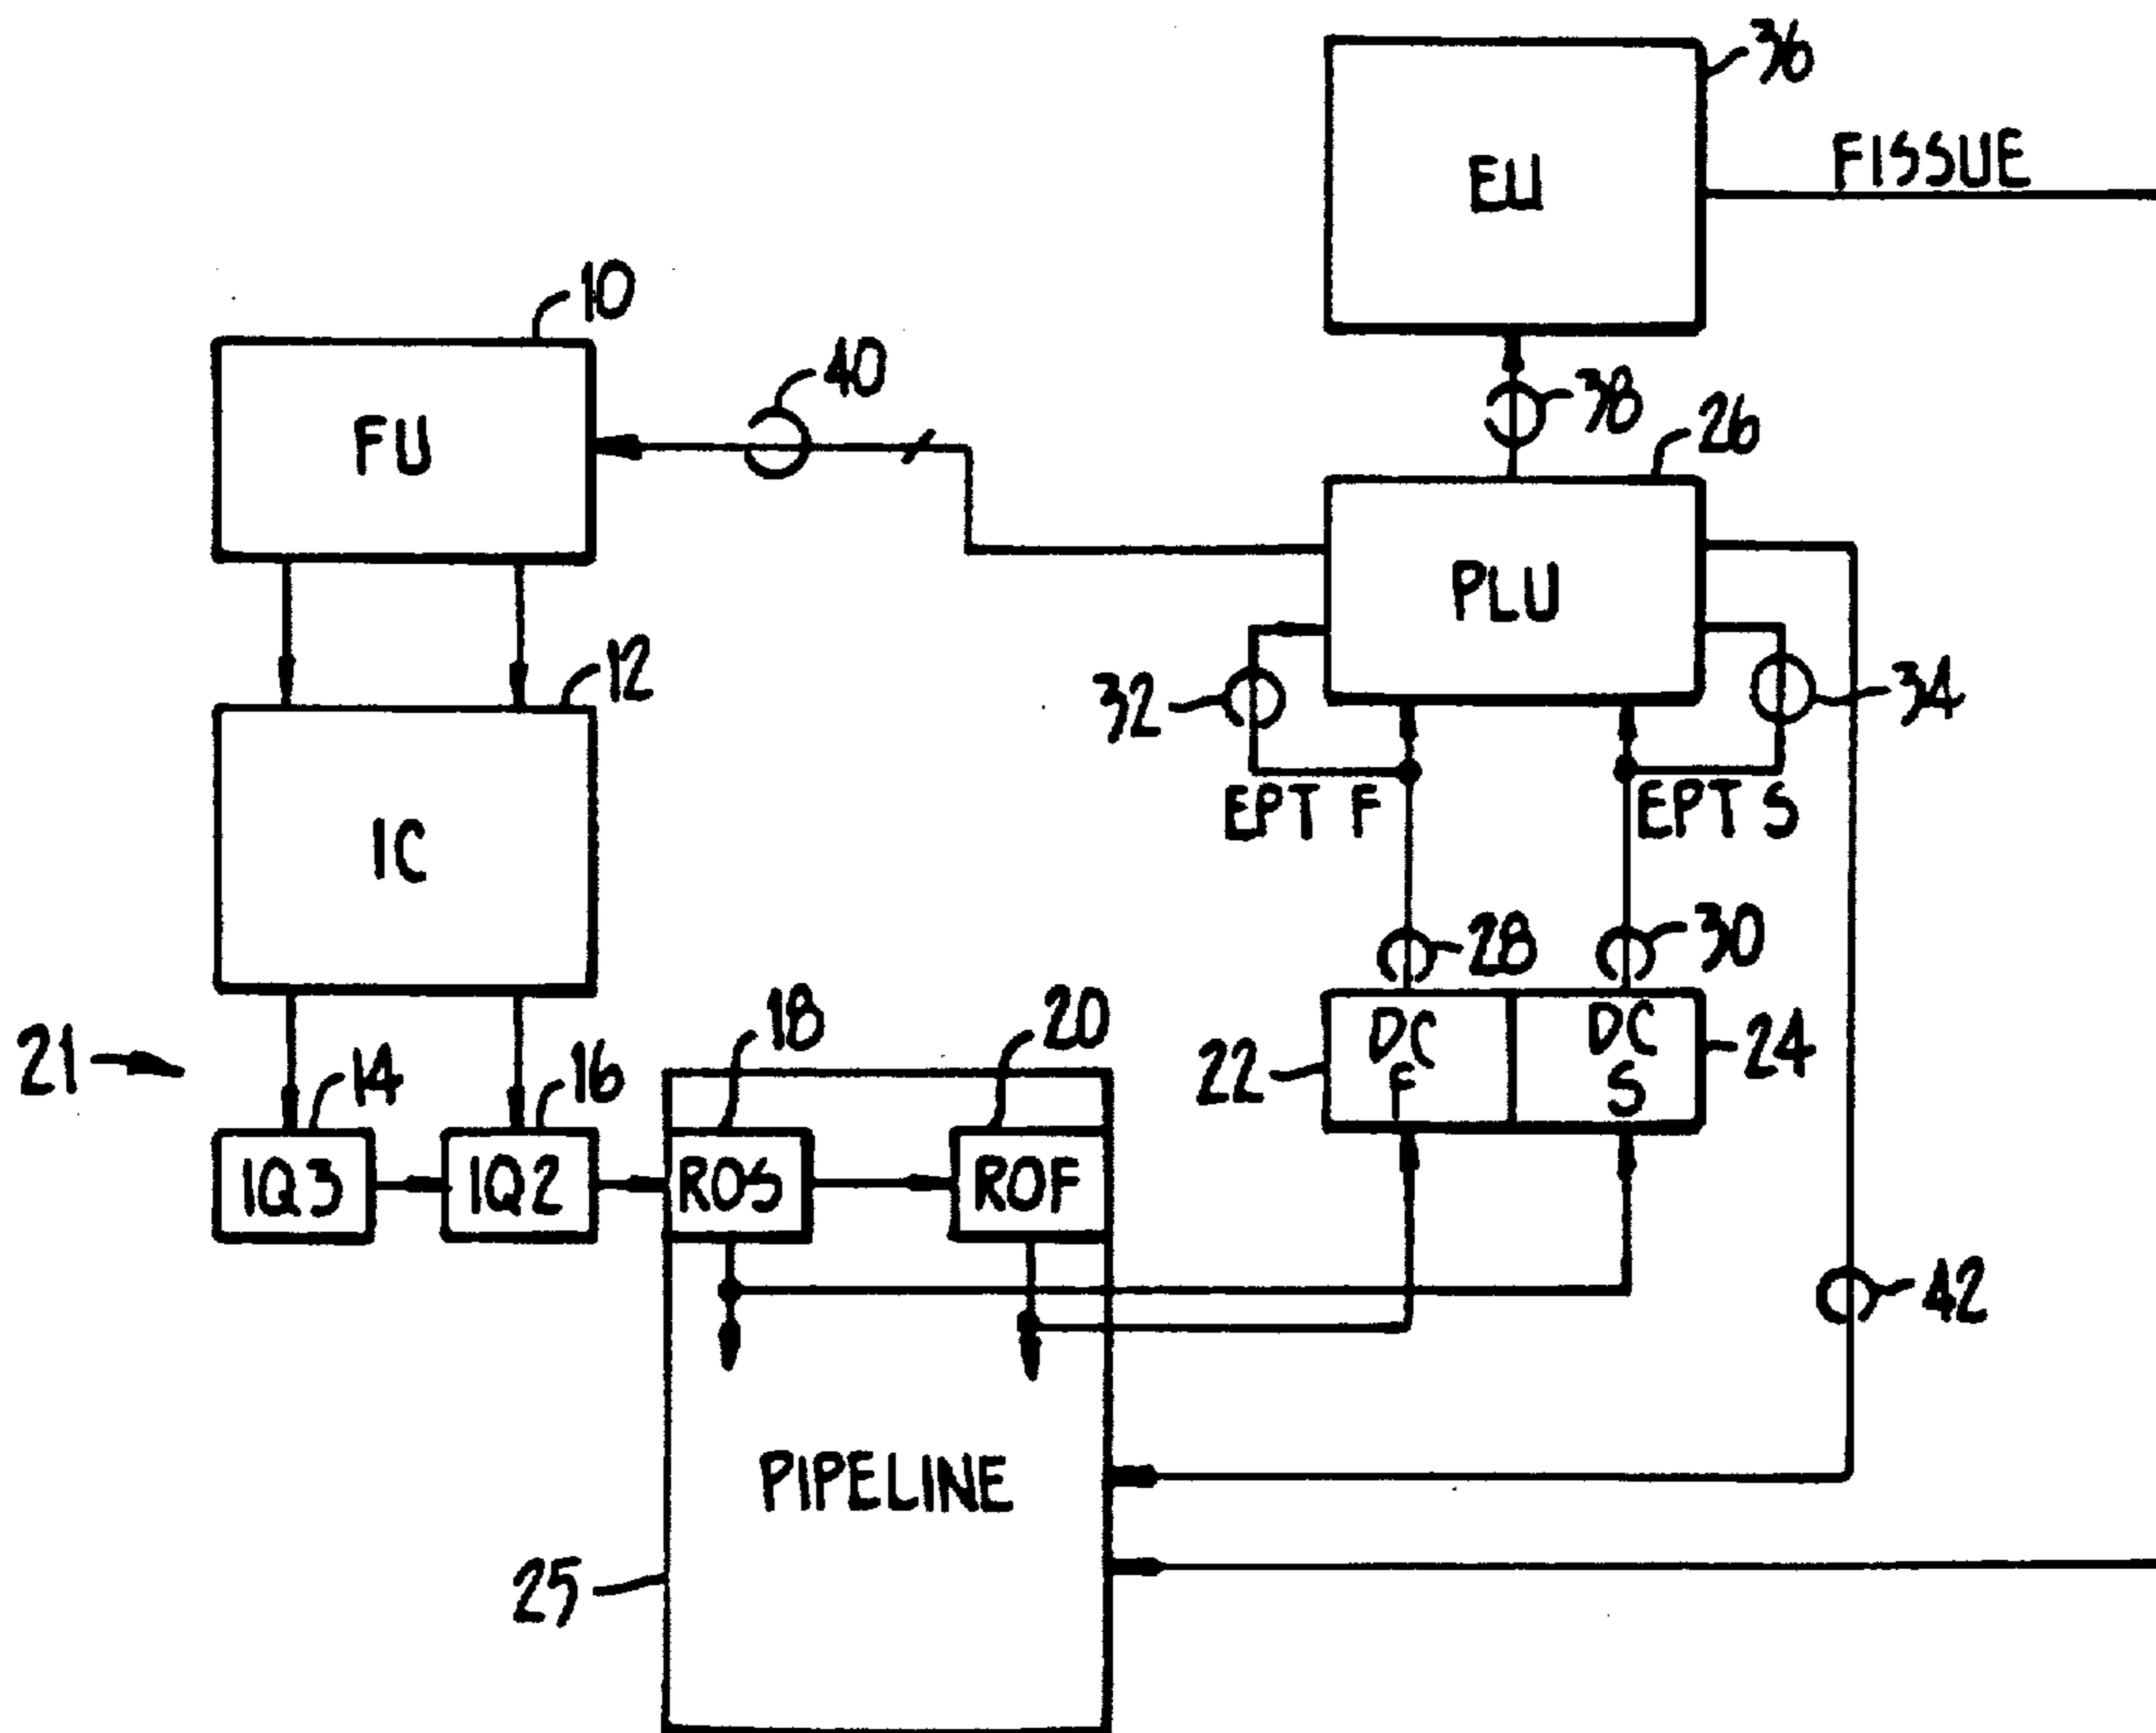 36
EU
FISSUE
10
40
38
26
FU
PLU
12
32
34
EPT F
EPT S
IC
28
30
18
20
DC
F
DC
S
21
14
16
22
24
IQ3
IQ2
ROS
ROF
42
PIPELINE
25